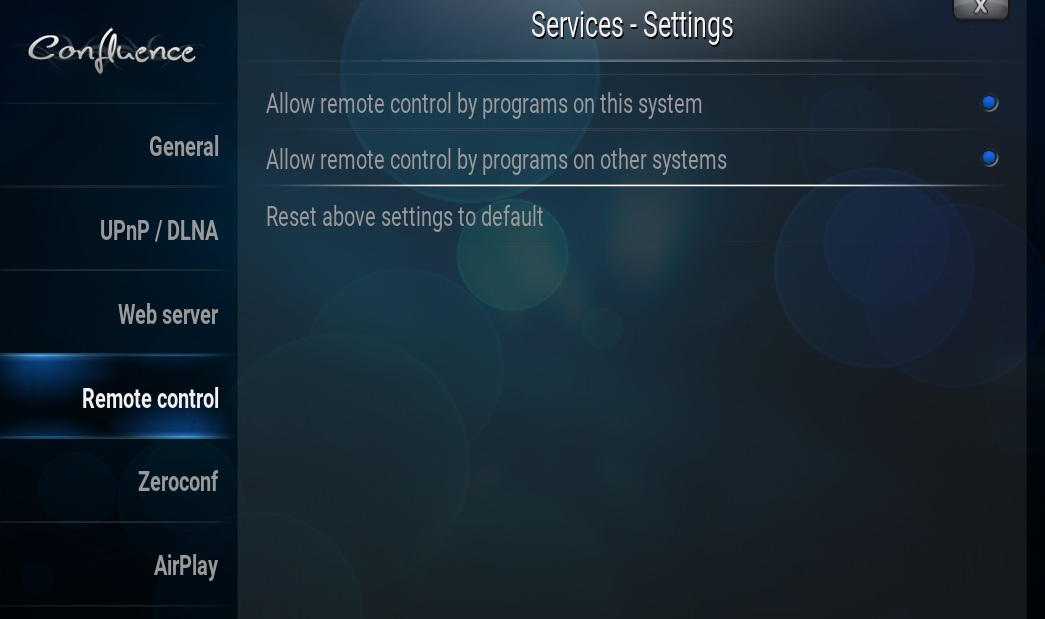 Confluence
Services - Settings
X
General
UPnP / DLNA
Web server
Remote control
Zeroconf
AirPlay
Allow remote control by programs on this system
Allow remote control by programs on other systems
Reset above settings to default